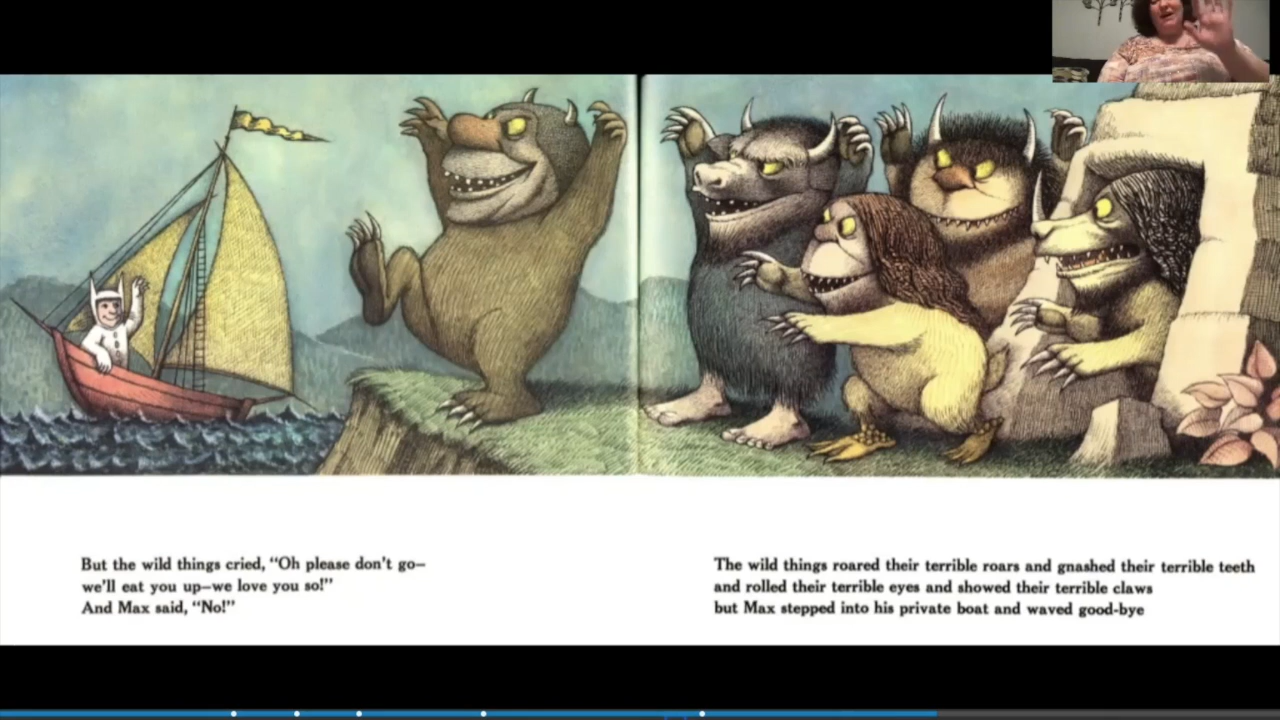 But the wild things cried, “Oh please don't go—
we'll eat you up—we love you so!”
And Max said, “No!”
The wild things roared their terrible roars and gnashed their terrible teeth
and rolled their terrible eyes and showed their terrible claws
but Max stepped into his private boat and waved good-bye